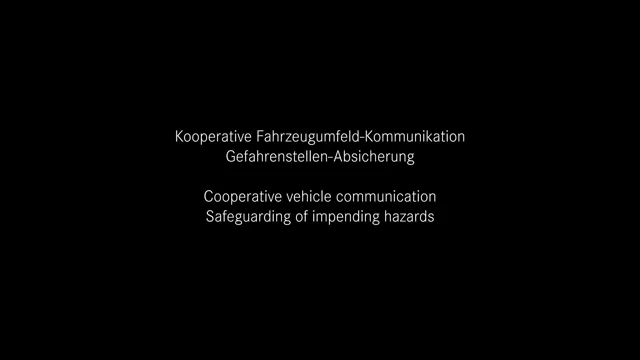 Kooperative Fahrzeugumfeld-Kommunikation
Gefahrenstellen-Absicherung
Cooperative vehicle communication
Safeguarding of impending hazards